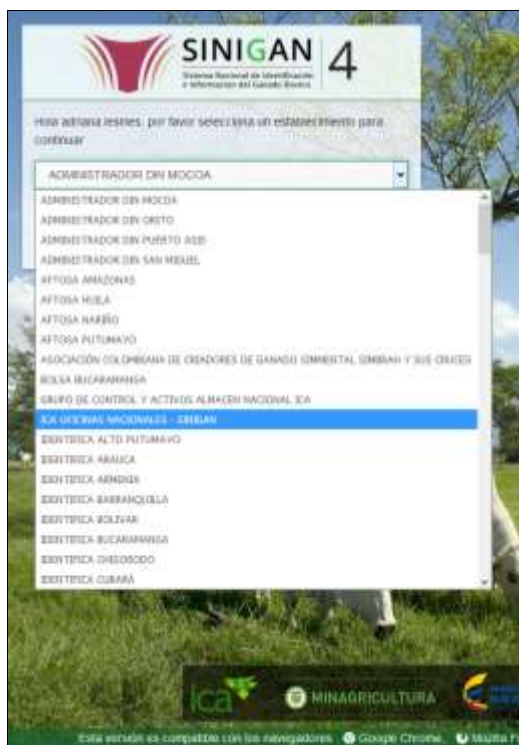 SINIGAN 4
Sistema Nacional de Identificación
e Información del Ganado Bovino
Hola adriana lesmes, por favor selecciona un establecimiento para
continuar
ADMINISTRADOR DIN MOCOA
ADMINISTRADOR DIN MOCOA
ADMINISTRADOR DIN ORITO
ADMINISTRADOR DIN PUERTO ASIS
ADMINISTRADOR DIN SAN MIGUEL
AFTOSA AMAZONAS
AFTOSA HUILA
AFTOSA NARIÑO
AFTOSA PUTUMAYO
ASOCIACIÓN COLOMBIANA DE CRIADORES DE GANADO SIMMENTAL SIMBRAH Y SUS CRUCES
BOLSA BUCARAMANGA
GRUPO DE CONTROL Y ACTIVOS ALMACEN NACIONAL ICA
ICA OFICINAS NACIONALES -
IDENTIFICA ALTO PUTUMAYO
IDENTIFICA ARAUCA
IDENTIFICA ARMENIA
IDENTIFICA BARRANQUILLA
IDENTIFICA BOLIVAR
IDENTIFICA BUCARAMANGA
IDENTIFICA CHIGORODO
IDENTIFICA CUBARÁ
ica
MINAGRICULTURA
Esta versión es compatible con los navegadores Google Chrome, Mozilla F